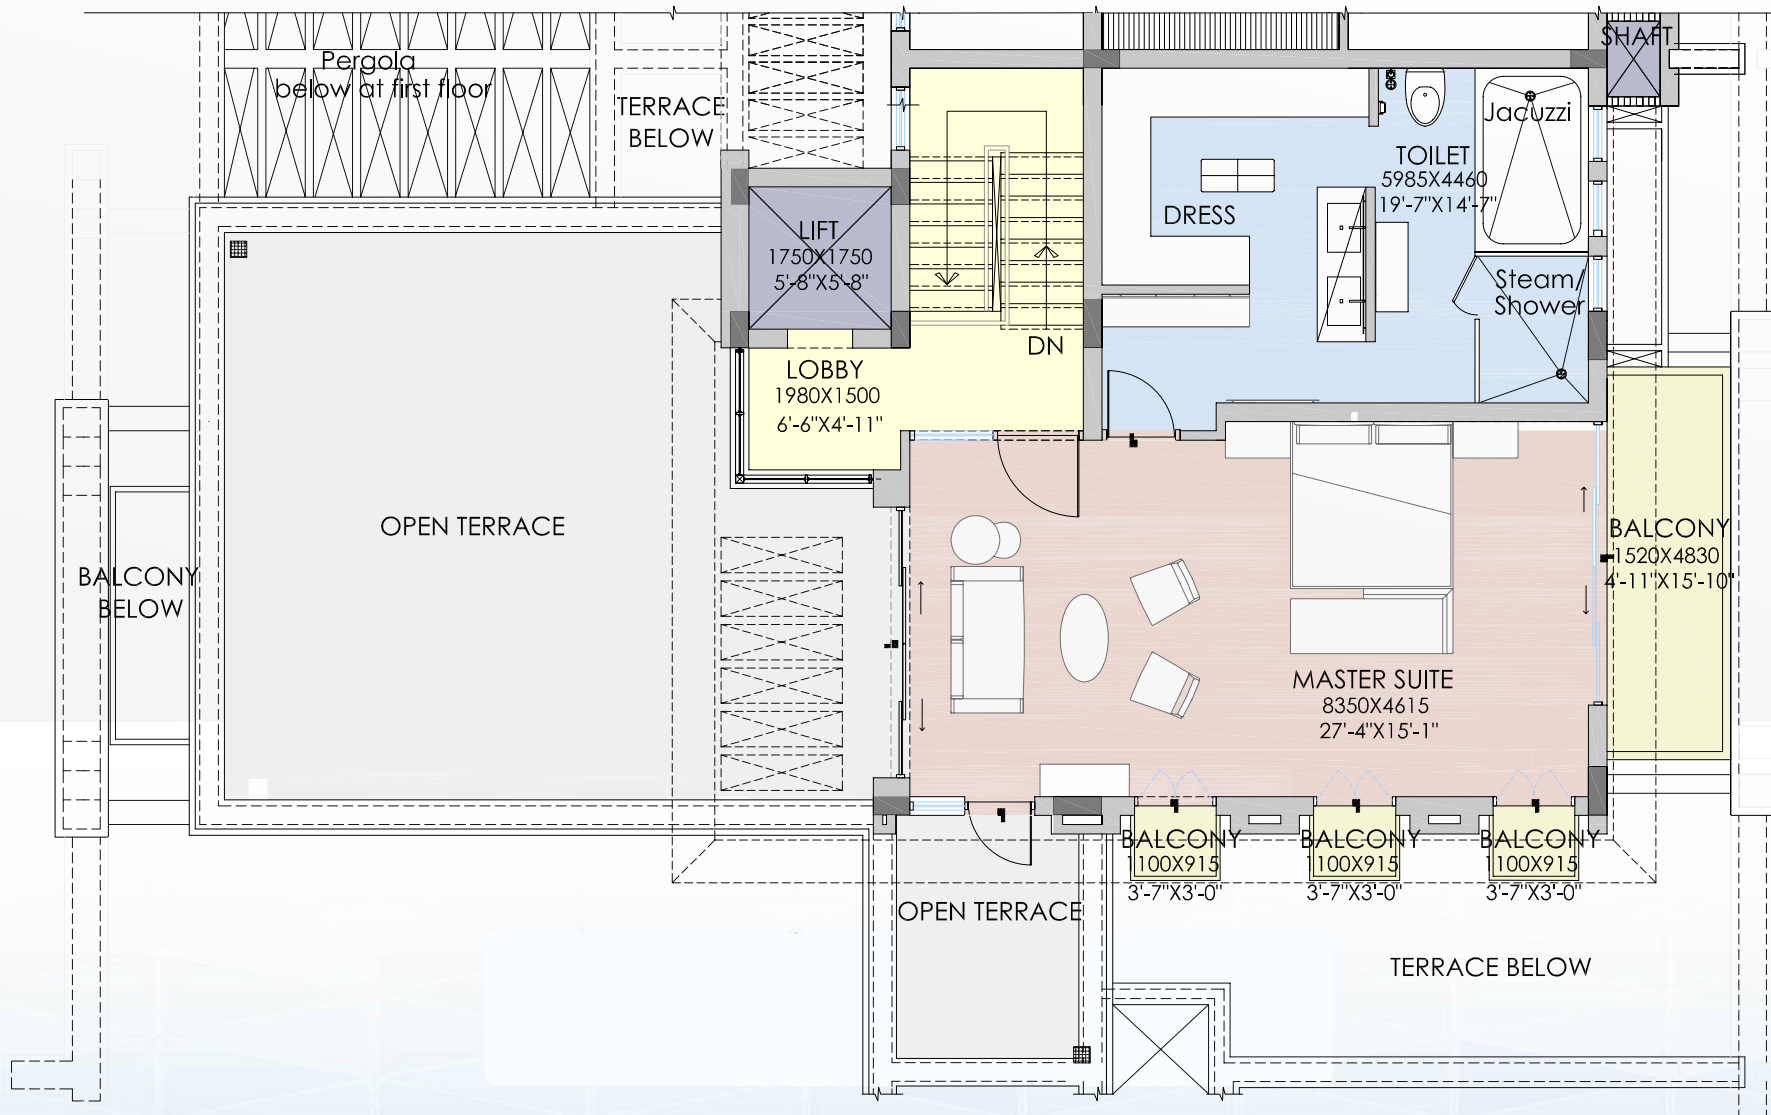 SHAFT
Pergola
below at first floor
TERRACE
BELOW
Jacuzzi
TOILET
5985X4460
19'-7"X14'-7"
DRESS
LIFT
1750X1750
5'-8"X5'-8"
Steam/
Shower
DN
LOBBY
1980X1500
6'-6"X4'-11"
OPEN TERRACE
BALCONY
1520X4830
4'-11"X15'-10"
BALCONY
BELOW
MASTER SUITE
8350X4615
27'-4"X15'-1"
BALCONY
1100X915
3'-7"X3'-0"
BALCONY
1100X915
3'-7"X3'-0"
BALCONY
1100X915
3'-7"X3'-0"
OPEN TERRACE
TERRACE BELOW